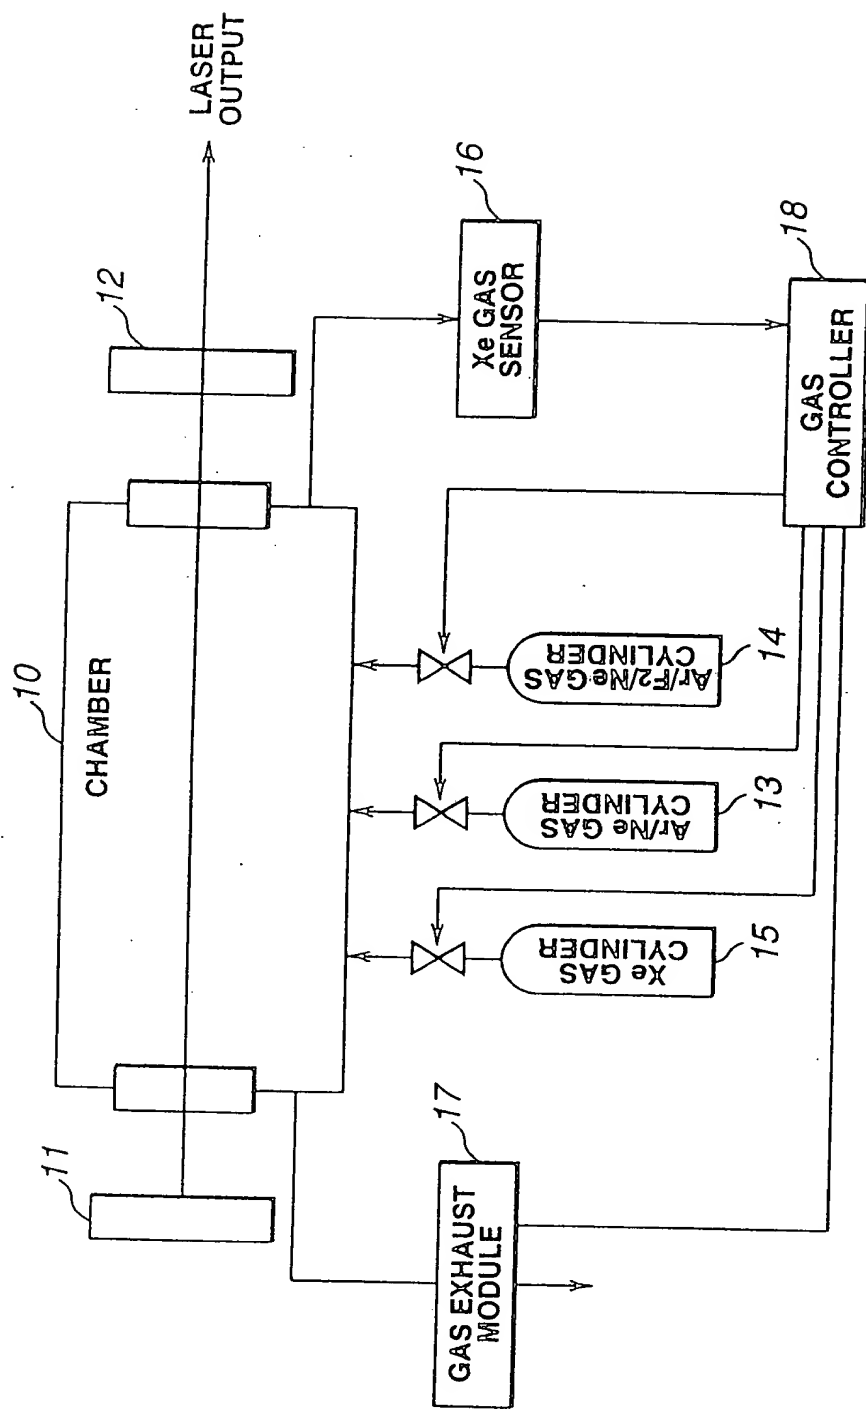 LASER
OUTPUT
12
10
CHAMBER
11
16
Xe GAS
SENSOR
18
GAS
CONTROLLER
Ar/F2/Ne GAS
CYLINDER
14
Ar/Ne GAS
CYLINDER
13
Xe GAS
CYLINDER
15
17
GAS EXHAUST
MODULE